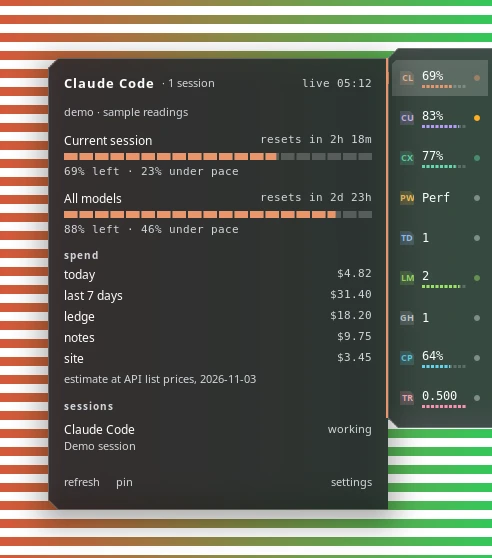 Claude Code · 1 session live 05:12
demo · sample readings
Current session resets in 2h 18m
69% left · 23% under pace
All models resets in 2d 23h
88% left · 46% under pace
spend
today $4.82
last 7 days $31.40
ledge $18.20
notes $9.75
site $3.45
estimate at API list prices, 2026-11-03
sessions
Claude Code working
Demo session
refresh pin settings
CL 69%
CU 83%
CX 77%
PW Perf
TD 1
LM 2
GH 1
CP 64%
TR 0.500